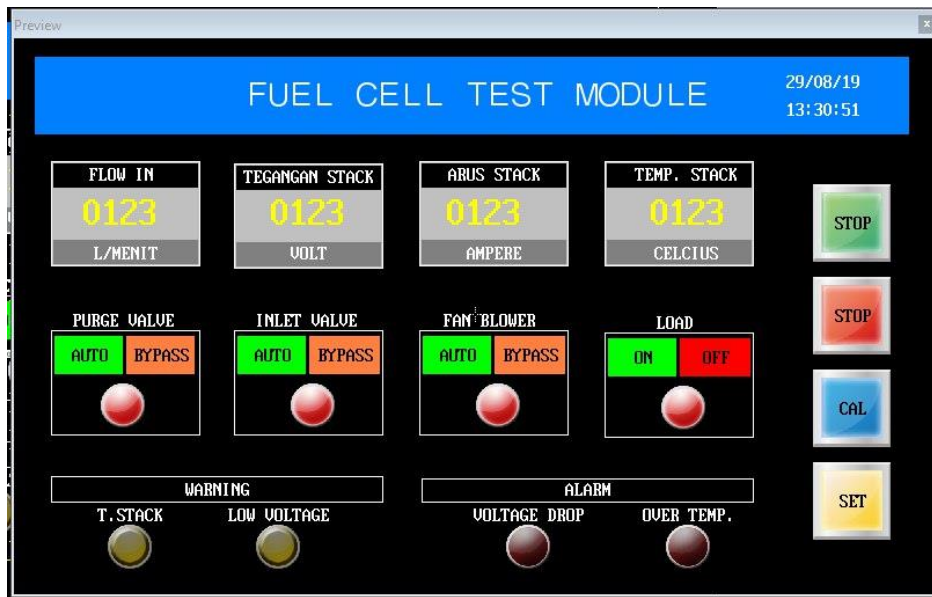 Preview
x
FUEL CELL TEST MODULE
29/08/19
13:30:51
FLOW IN
0123
L/MENIT
TEGANGAN STACK
0123
VOLT
ARUS STACK
0123
AMPERE
TEMP. STACK
0123
CELCIUS
STOP
STOP
CAL
SET
PURGE VALVE
AUTO BYPASS
INLET VALVE
AUTO BYPASS
FAN BLOWER
AUTO BYPASS
LOAD
ON OFF
WARNING
T.STACK LOW VOLTAGE
ALARM
VOLTAGE DROP OVER TEMP.